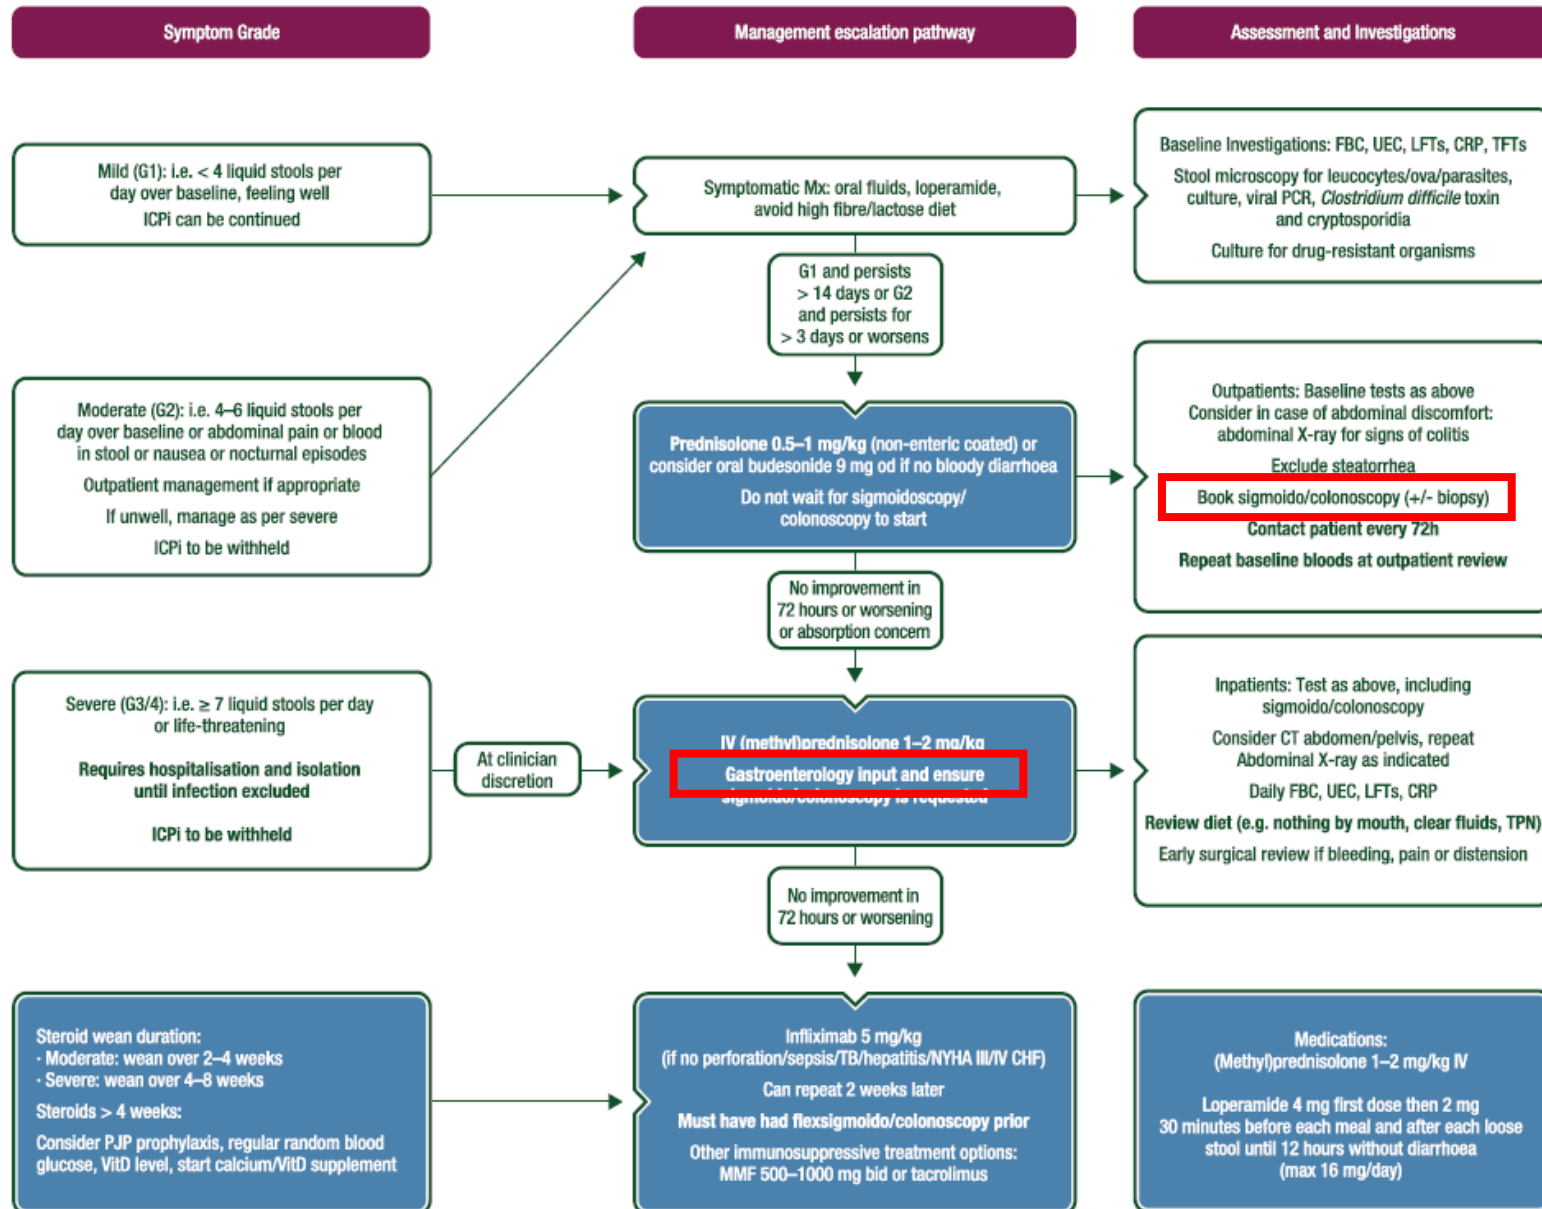 Symptom Grade
Management escalation pathway
Assessment and Investigations
Mild (G1): i.e. < 4 liquid stools per
day over baseline, feeling well
ICPi can be continued
Symptomatic Mx: oral fluids, loperamide,
avoid high fibre/lactose diet
Baseline Investigations: FBC, UEC, LFTs, CRP, TFTs
Stool microscopy for leucocytes/ova/parasites,
culture, viral PCR, Clostridium difficile toxin
and cryptosporidia
Culture for drug-resistant organisms
G1 and persists
> 14 days or G2
and persists for
> 3 days or worsens
Moderate (G2): i.e. 4–6 liquid stools per
day over baseline or abdominal pain or blood
in stool or nausea or nocturnal episodes
Outpatient management if appropriate
If unwell, manage as per severe
ICPi to be withheld
Prednisolone 0.5–1 mg/kg (non-enteric coated) or
consider oral budesonide 9 mg od if no bloody diarrhoea
Do not wait for sigmoidoscopy/
colonoscopy to start
Outpatients: Baseline tests as above
Consider in case of abdominal discomfort:
abdominal X-ray for signs of colitis
Exclude steatorrhea
Book sigmoido/colonoscopy (+/- biopsy)
Contact patient every 72h
Repeat baseline bloods at outpatient review
No improvement in
72 hours or worsening
or absorption concern
Severe (G3/4): i.e. ≥ 7 liquid stools per day
or life-threatening
Requires hospitalisation and isolation
until infection excluded
ICPi to be withheld
At clinician
discretion
IV (methyl)prednisolone 1–2 mg/kg
Gastroenterology input and ensure
sigmoido/colonoscopy is requested
Inpatients: Test as above, including
sigmoido/colonoscopy
Consider CT abdomen/pelvis, repeat
Abdominal X-ray as indicated
Daily FBC, UEC, LFTs, CRP
Review diet (e.g. nothing by mouth, clear fluids, TPN)
Early surgical review if bleeding, pain or distension
No improvement in
72 hours or worsening
Steroid wean duration:
· Moderate: wean over 2–4 weeks
· Severe: wean over 4–8 weeks
Steroids > 4 weeks:
Consider PJP prophylaxis, regular random blood
glucose, VitD level, start calcium/VitD supplement
Infliximab 5 mg/kg
(if no perforation/sepsis/TB/hepatitis/NYHA III/IV CHF)
Can repeat 2 weeks later
Must have had flexsigmoido/colonoscopy prior
Other immunosuppressive treatment options:
MMF 500–1000 mg bid or tacrolimus
Medications:
(Methyl)prednisolone 1–2 mg/kg IV
Loperamide 4 mg first dose then 2 mg
30 minutes before each meal and after each loose
stool until 12 hours without diarrhoea
(max 16 mg/day)